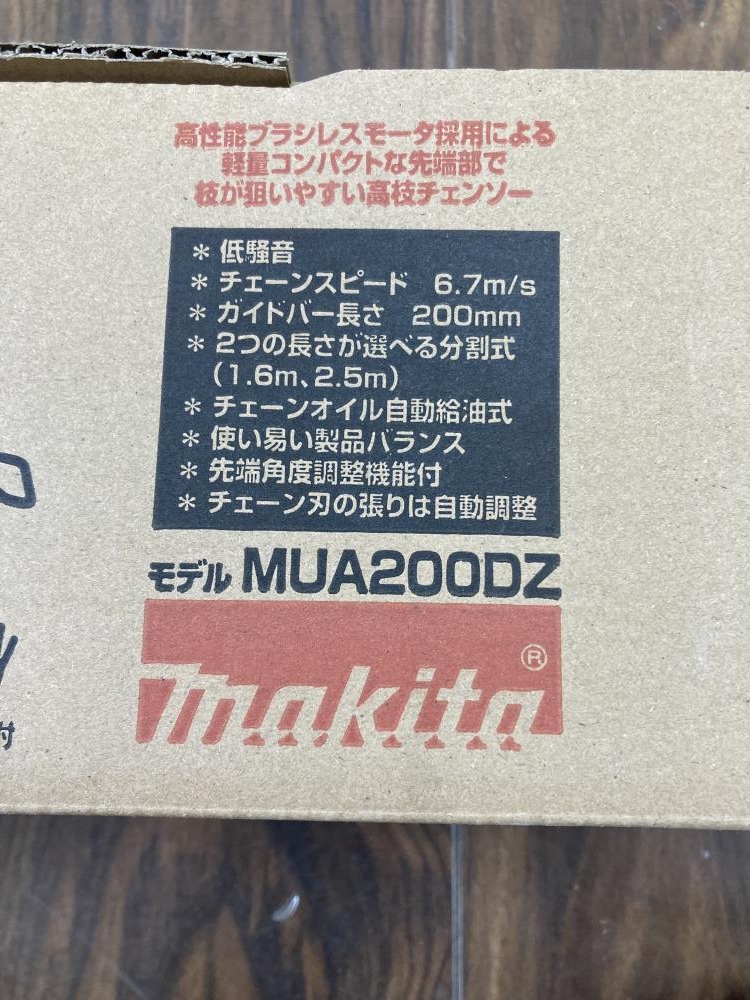 高性能ブラシレスモータ採用による
軽量コンパクトな先端部で
枝が狙いやすい高枝チェンソー
＊低騒音
＊チェーンスピード 6.7m/s
＊ガイドバー長さ 200mm
＊2つの長さが選べる分割式
(1.6m、2.5m)
＊チェーンオイル自動給油式
＊使い易い製品バランス
＊先端角度調整機能付
＊チェーン刃の張りは自動調整
モデル MUA200DZ
makita®
付